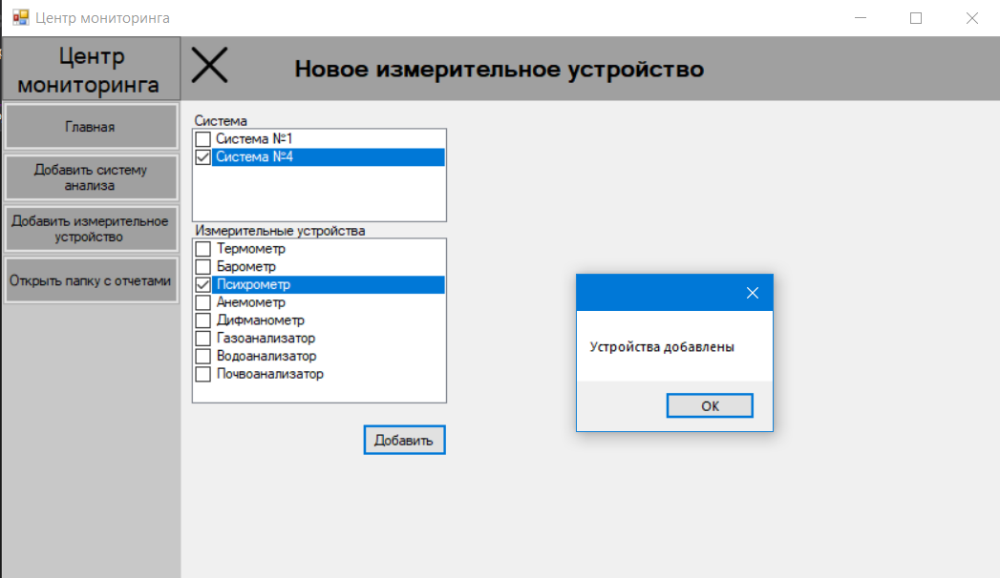 Центр мониторинга
Центр
мониторинга
Новое измерительное устройство
Главная
Добавить систему
анализа
Добавить измерительное
устройство
Открыть папку с отчетами
Система
Система №1
Система №4
Измерительные устройства
Термометр
Барометр
Психрометр
Анемометр
Дифманометр
Газоанализатор
Водоанализатор
Почвоанализатор
Добавить
Устройства добавлены
ОК